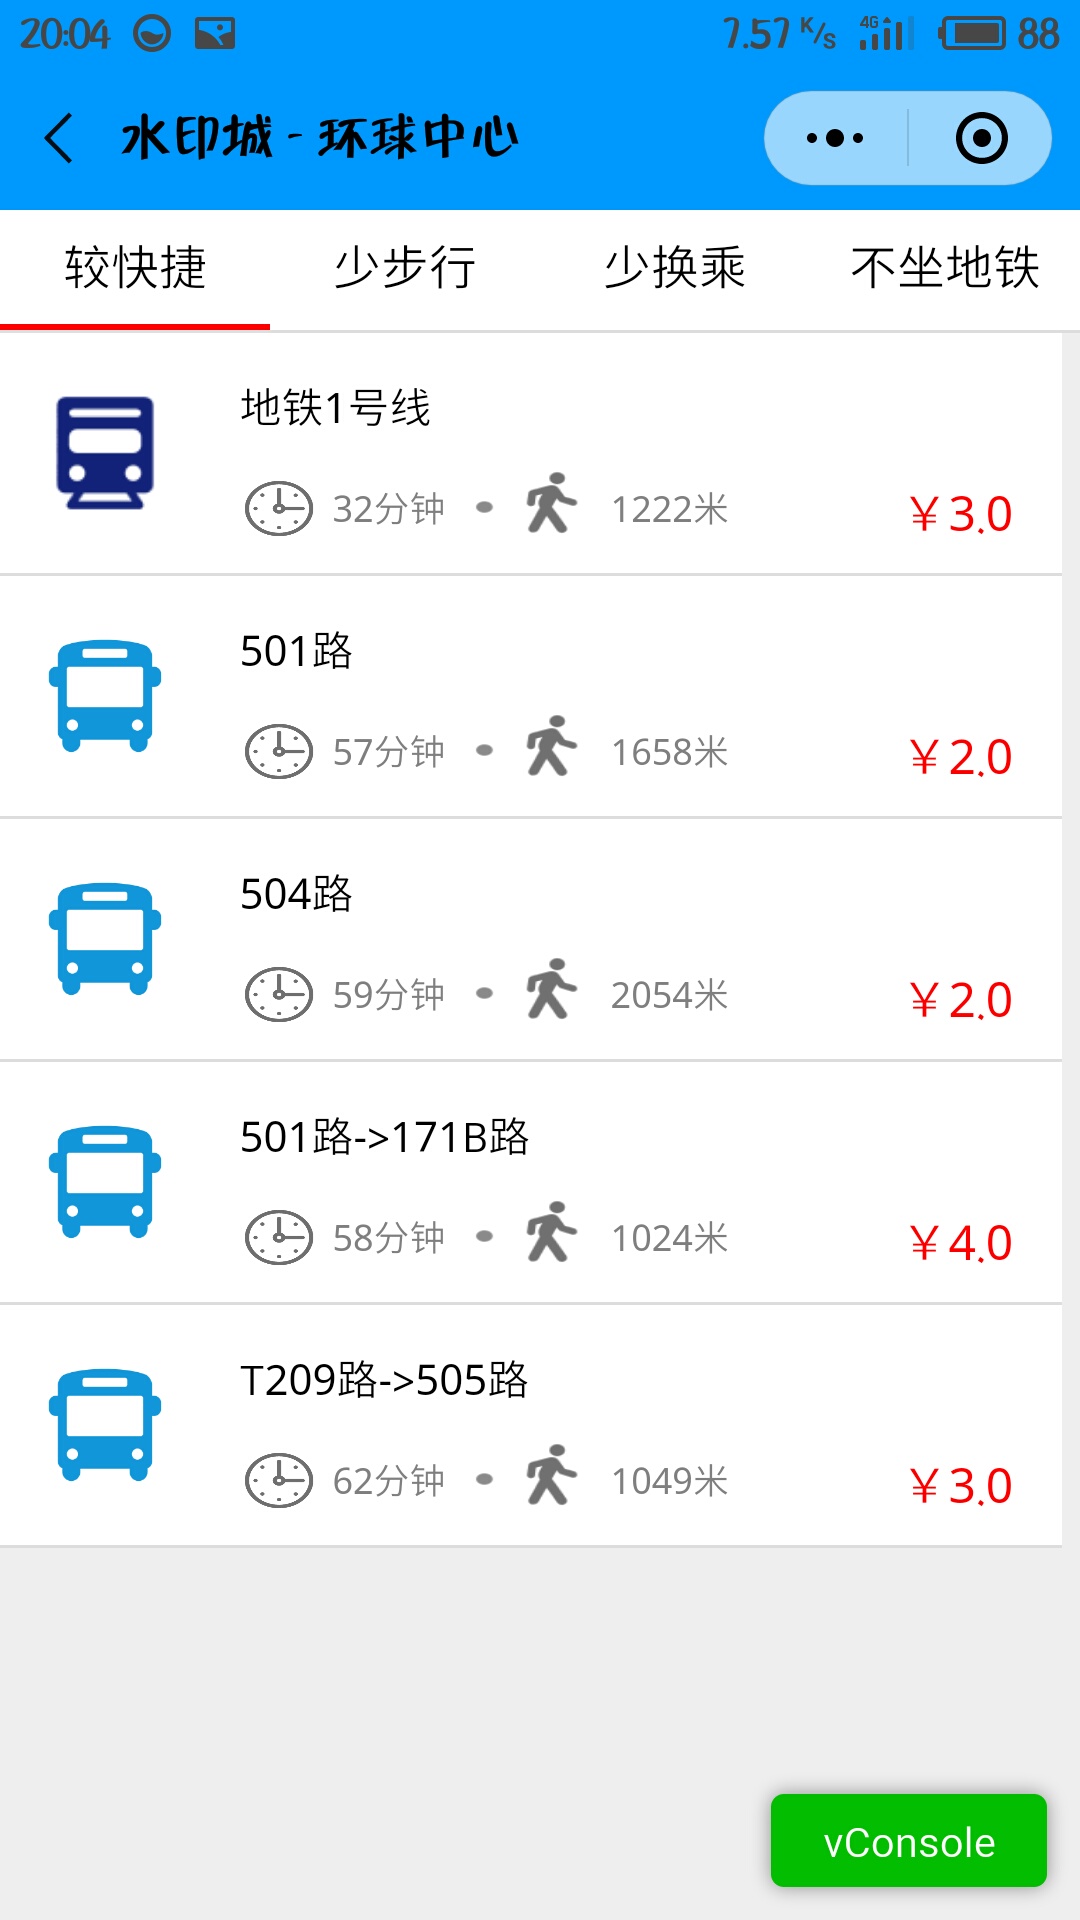 20:04 7.57 K/s 4G 88
水印城 - 环球中心
较快捷 少步行 少换乘 不坐地铁
地铁1号线
32分钟 • 1222米 ￥3.0
501路
57分钟 • 1658米 ￥2.0
504路
59分钟 • 2054米 ￥2.0
501路->171B路
58分钟 • 1024米 ￥4.0
T209路->505路
62分钟 • 1049米 ￥3.0
vConsole